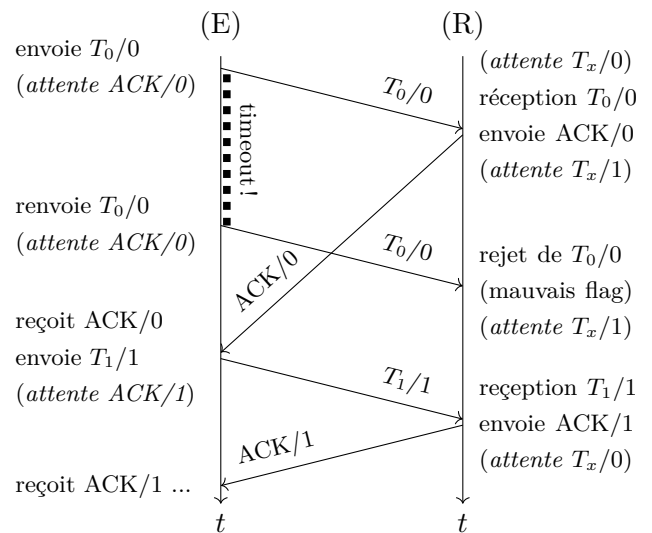 (E)
(R)
envoie T₀/0
(attente ACK/0)
timeout !
renvoie T₀/0
(attente ACK/0)
reçoit ACK/0
envoie T₁/1
(attente ACK/1)
reçoit ACK/1 ...
T₀/0
T₀/0
ACK/0
T₁/1
ACK/1
(attente Tₓ/0)
réception T₀/0
envoie ACK/0
(attente Tₓ/1)
rejet de T₀/0
(mauvais flag)
(attente Tₓ/1)
reçeption T₁/1
envoie ACK/1
(attente Tₓ/0)
t
t